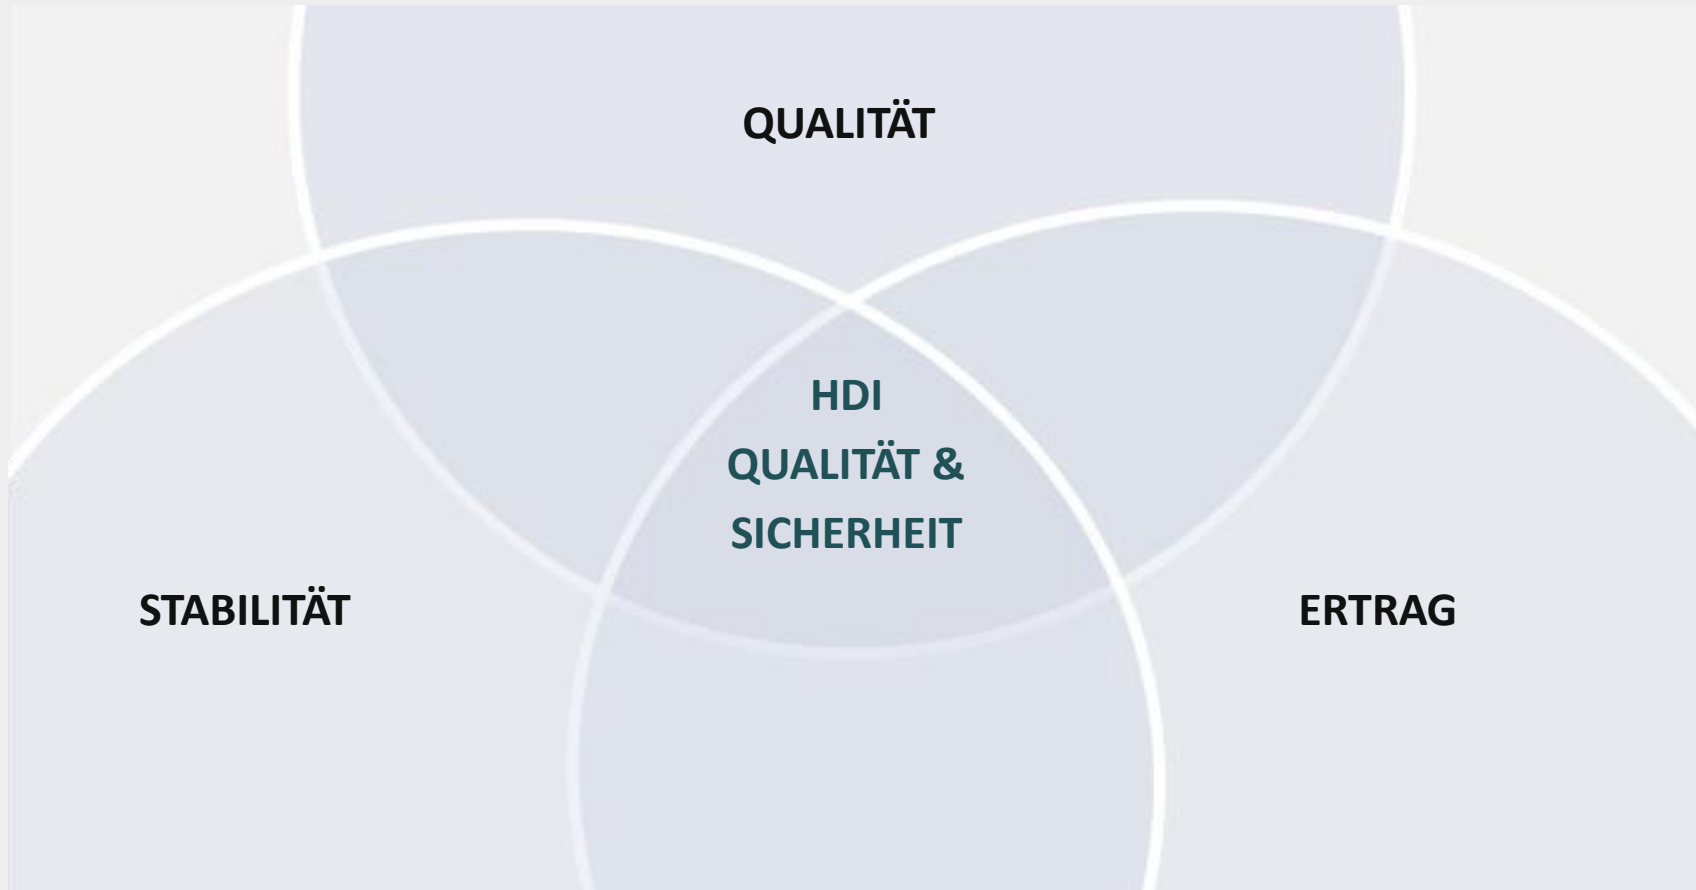 QUALITÄT
HDI
QUALITÄT &
SICHERHEIT
STABILITÄT
ERTRAG